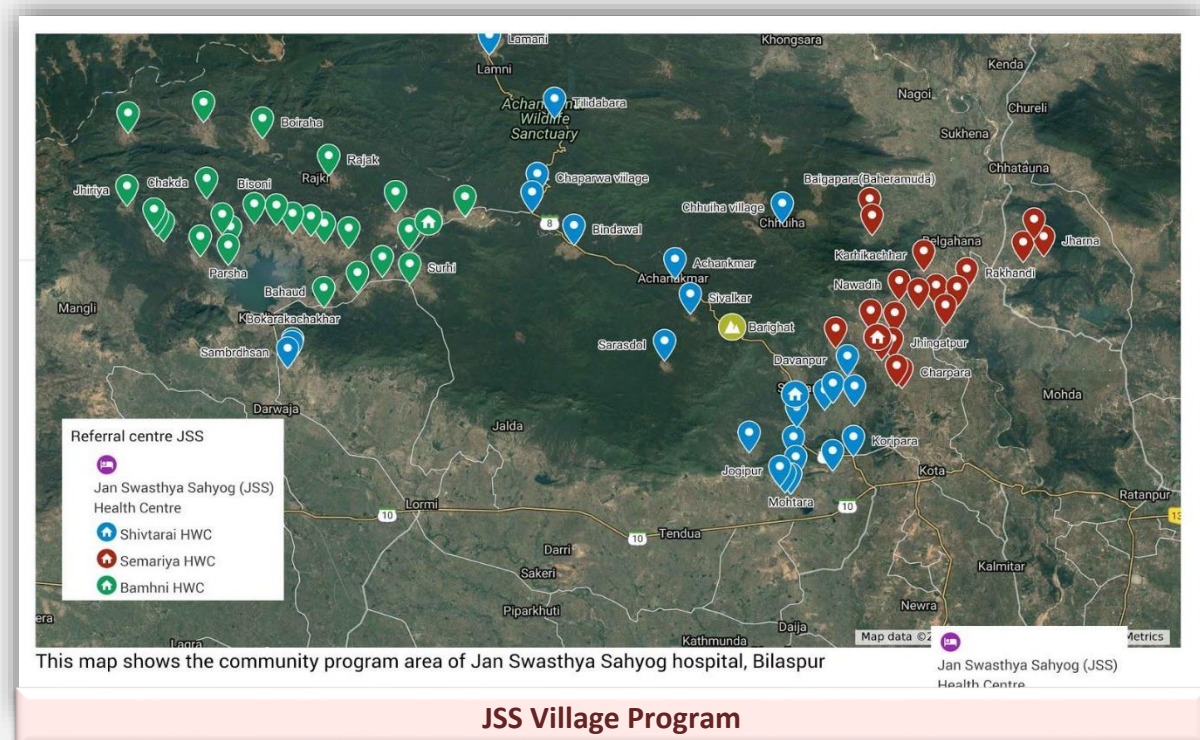 Lamani
Lamni
Khongsara
Kenda
Nagoi
Chureli
Tilidabara
Wildlife
Sanctuary
Sukhena
Boiraha
Rajak
Rajki
Chhatauna
Jhiriya
Chakda
Bisoni
Chaparwa viilage
Baigapara(Baheramuda)
Chhuiha village
Chhuiha
8
Bindawal
Belgahana
Jharna
Karhikachhar
Rakhandi
Parsha
Surhi
Achankmar
Achanakmar
Nawadih
Bahaud
Mangli
Sivalkar
Bokarakachakhar
Barighat
Sambrdhsan
Sarasdol
Davanpur
Jhingatpur
Charpara
Darwaja
Mohda
Jalda
Koripara
Jogipur
Kota
Mohtara
Ratanpur
Lormi
10
10
10
13
Tendua
Darri
Sakeri
Kalmitar
Piparkhuti
Newra
Daija
Kathmunda
Lagra
era
Referral centre JSS
Jan Swasthya Sahyog (JSS)
Health Centre
Shivtarai HWC
Semariya HWC
Bamhni HWC
Map data ©2
Metrics
Jan Swasthya Sahyog (JSS)
Health Centre
This map shows the community program area of Jan Swasthya Sahyog hospital, Bilaspur
JSS Village Program